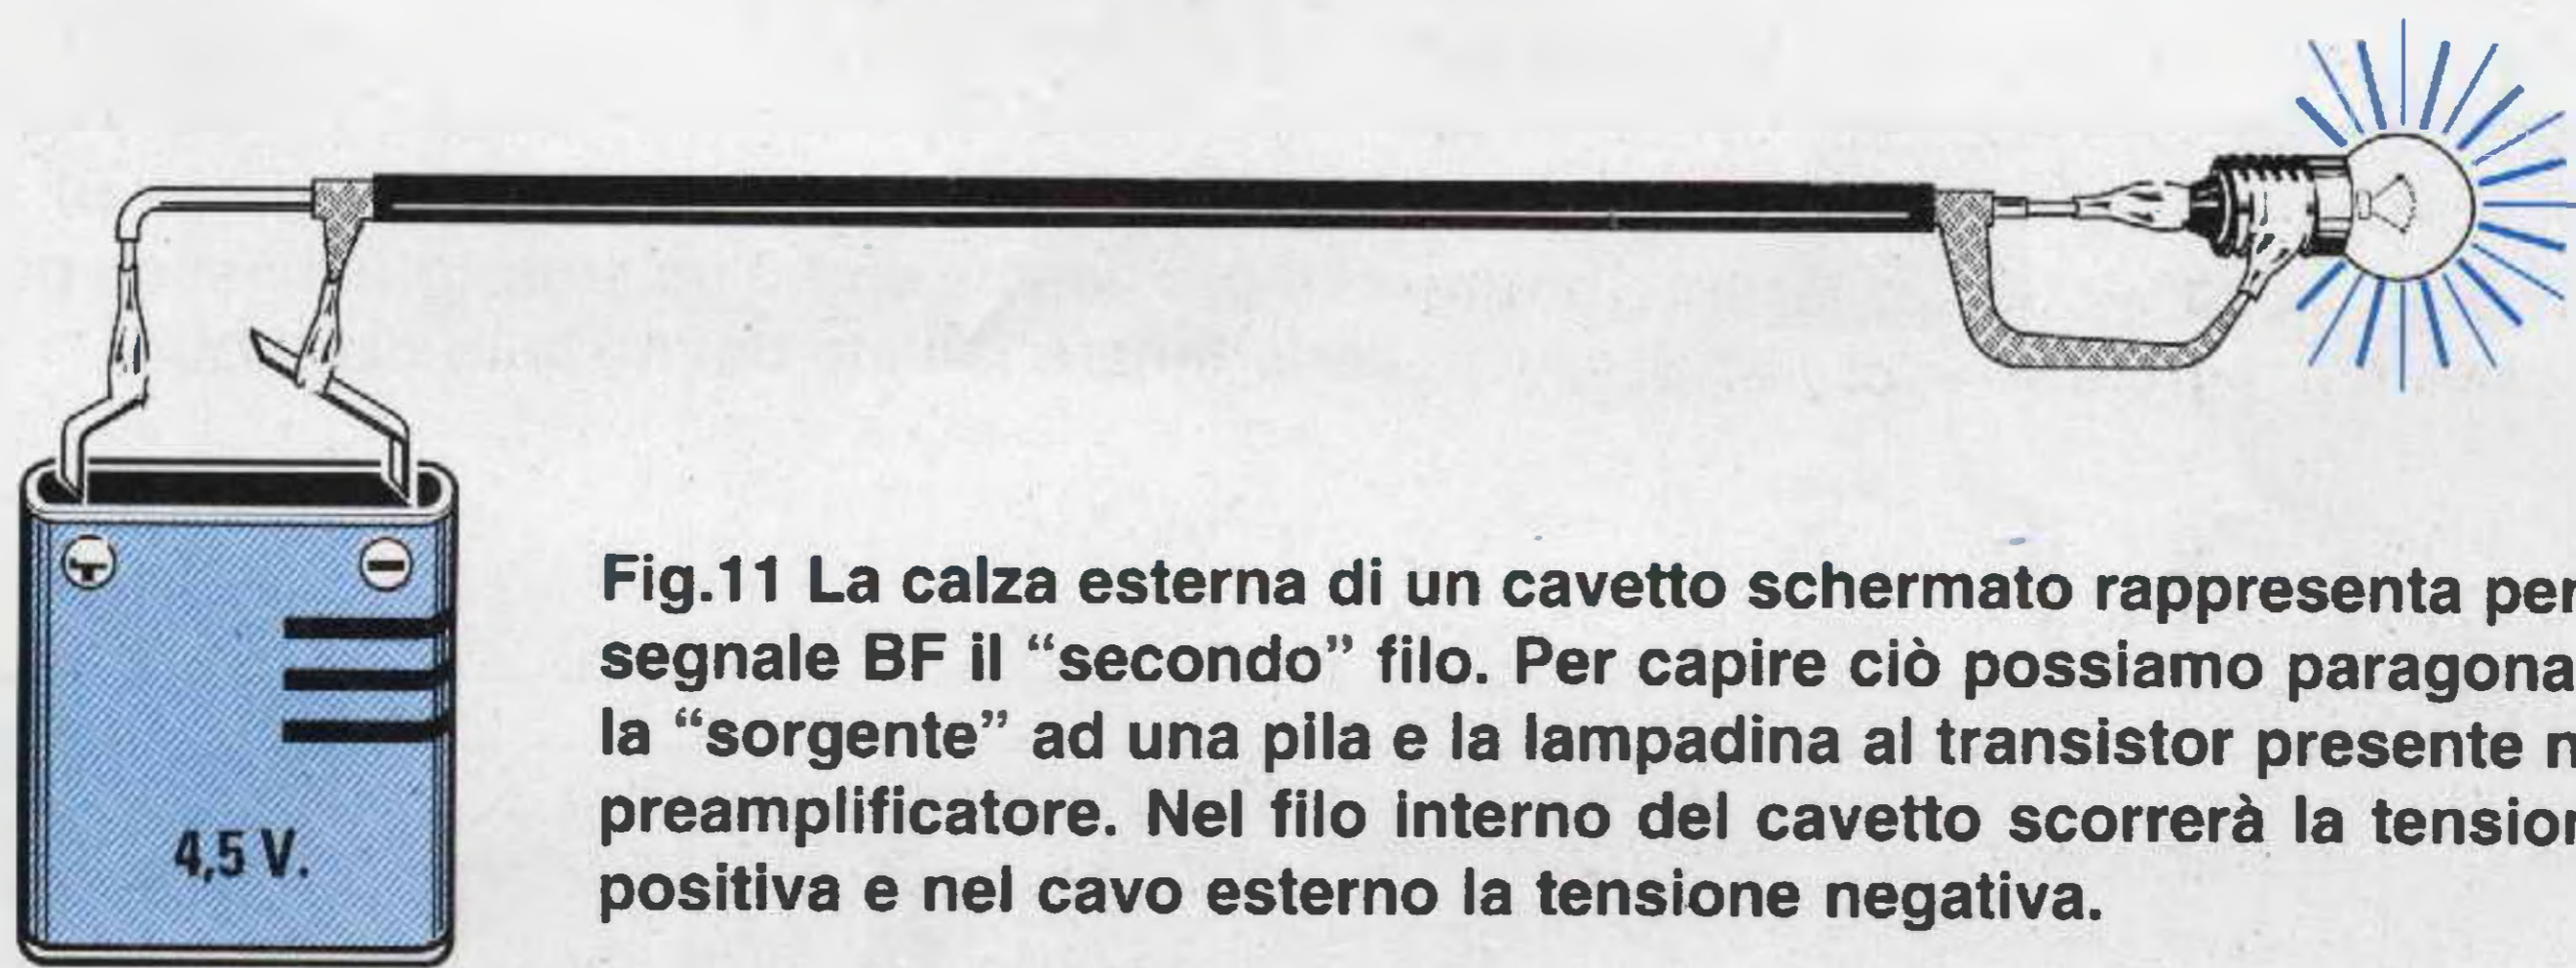 Fig.11 La calza esterna di un cavetto schermato rappresenta per
segnale BF il “secondo” filo. Per capire ciò possiamo paragona
la “sorgente” ad una pila e la lampadina al transistor presente n
preamplificatore. Nel filo interno del cavetto scorrerà la tension
positiva e nel cavo esterno la tensione negativa.
+ −
4,5 V.